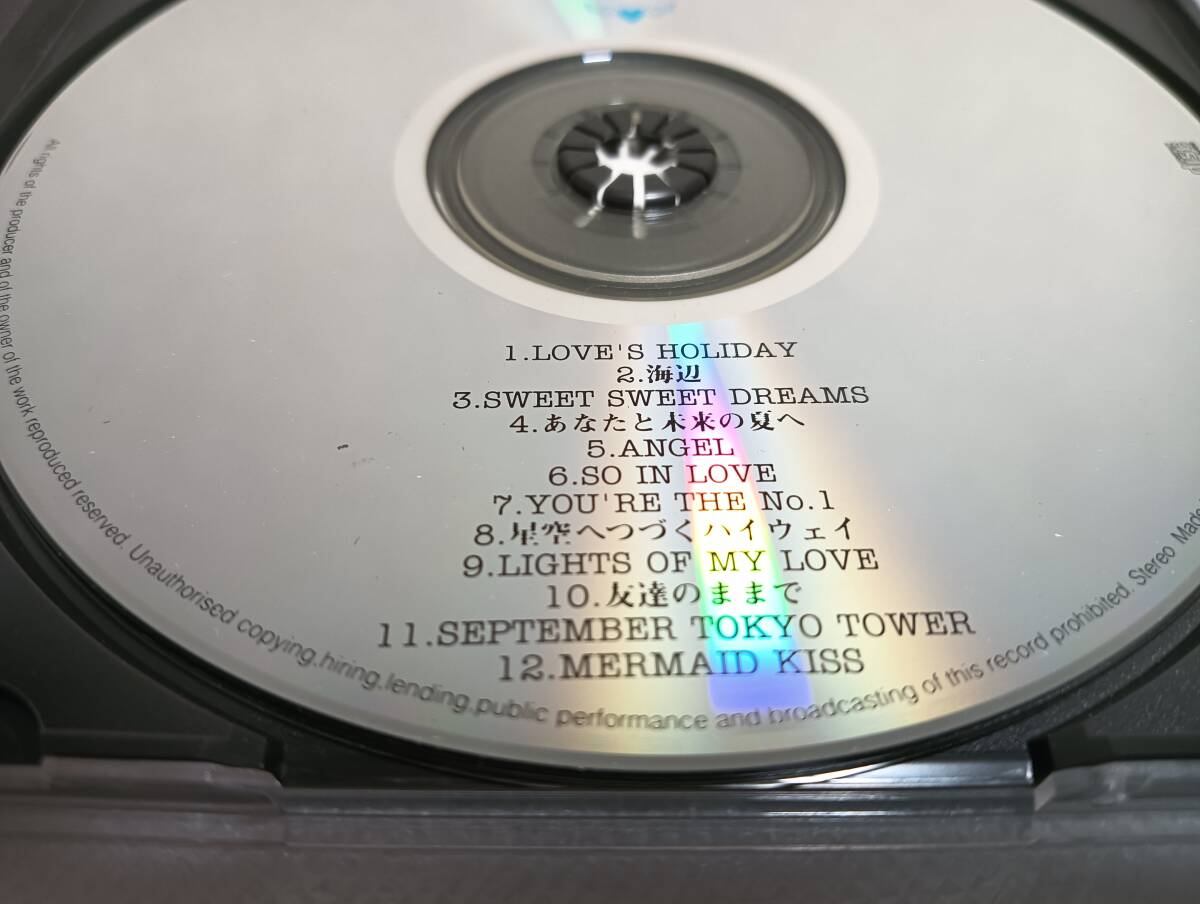 1.LOVE'S HOLIDAY
2.海辺
3.SWEET SWEET DREAMS
4.あなたと未来の夏へ
5.ANGEL
6.SO IN LOVE
7.YOU'RE THE No.1
8.星空へつづくハイウェイ
9.LIGHTS OF MY LOVE
10.友達のままで
11.SEPTEMBER TOKYO TOWER
12.MERMAID KISS
All rights of the producer and of the owner of the work reproduced reserved. Unauthorised copying,hiring,lending,public performance and broadcasting of this record prohibited. Stereo Made